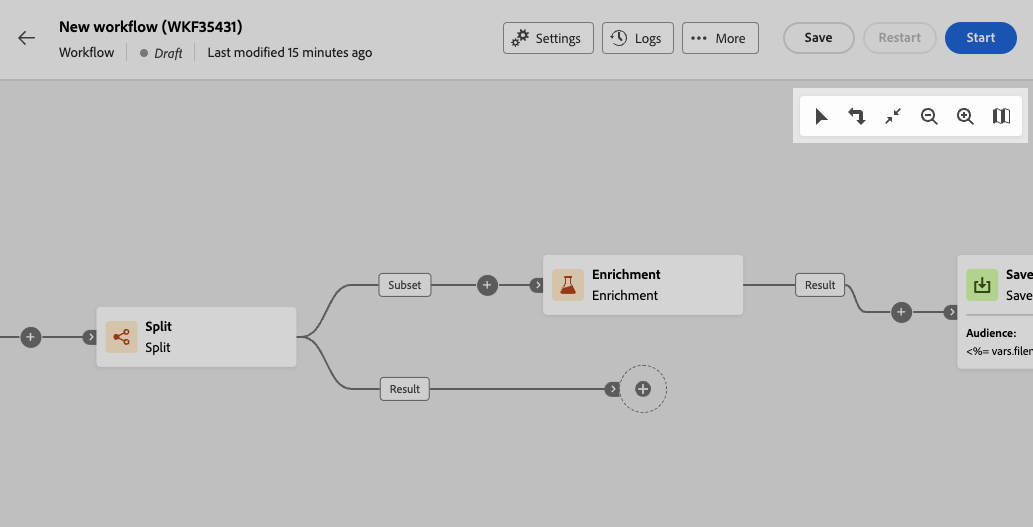 New workflow (WKF35431)
Workflow Draft Last modified 15 minutes ago
Settings Logs More Save Restart Start
Subset
Enrichment
Enrichment
Result
Save
Save
Split
Split
Audience:
<%= vars.filen
Result